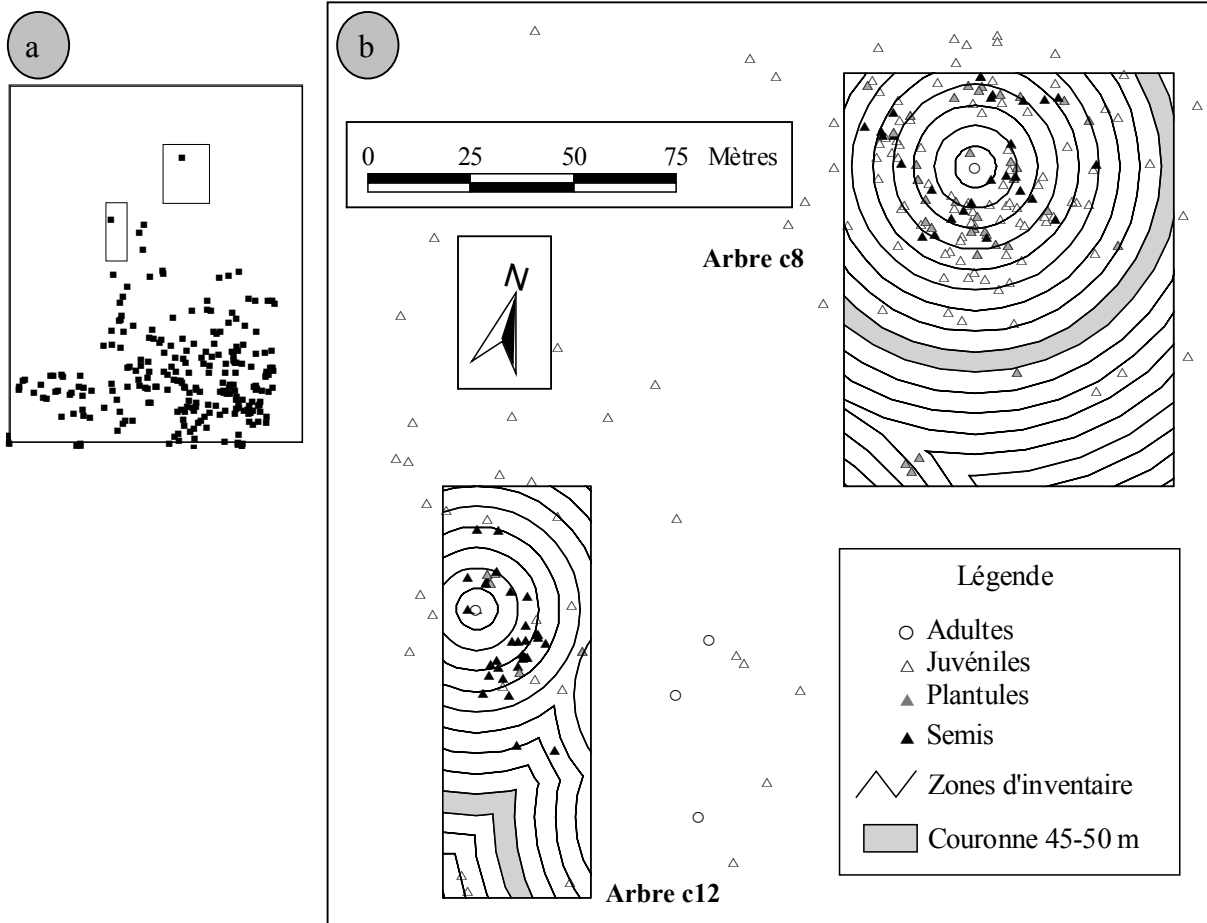 a
b
0 25 50 75 Mètres
Arbre c8
N
Légende
Adultes
Juvéniles
Plantules
Semis
Zones d'inventaire
Couronne 45-50 m
Arbre c12